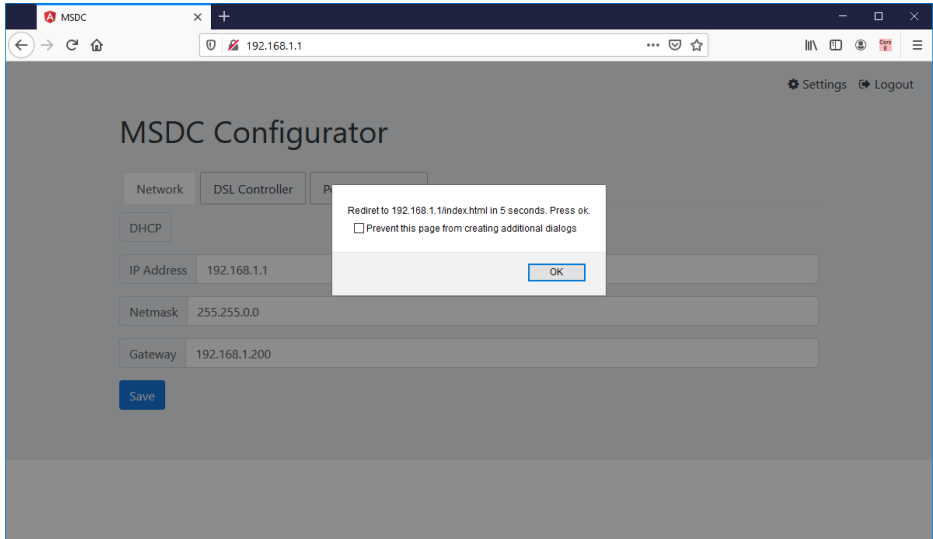 MSDC
192.168.1.1
Settings Logout
MSDC Configurator
Network DSL Controller
DHCP
IP Address 192.168.1.1
Netmask 255.255.0.0
Gateway 192.168.1.200
Save
Rediret to 192.168.1.1/index.html in 5 seconds. Press ok.
Prevent this page from creating additional dialogs
OK